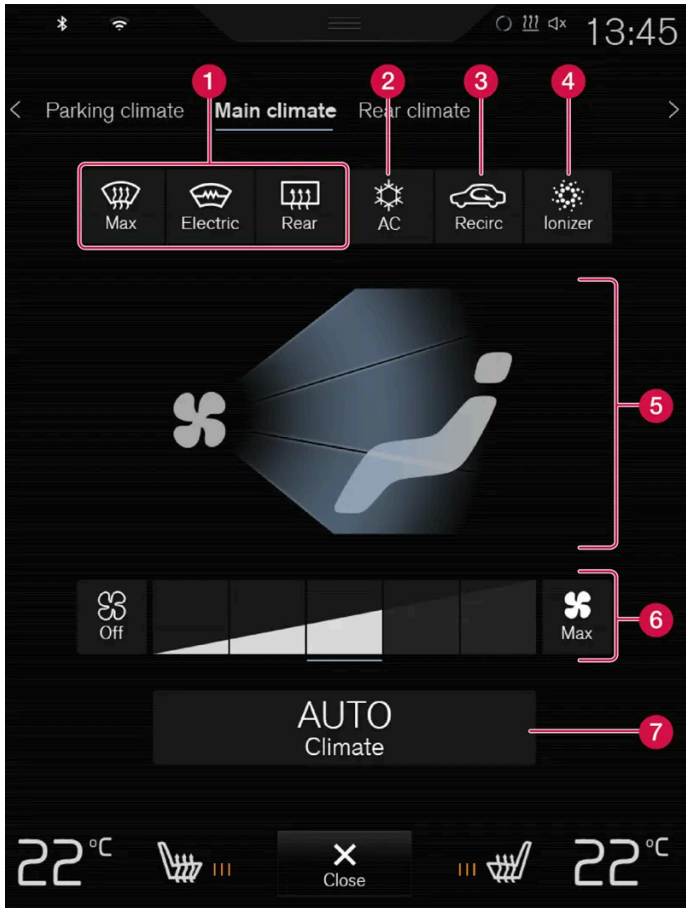 13:45
1
2
3
4
Parking climate Main climate Rear climate
Max Electric Rear AC Recirc Ionizer
5
Off Max
6
AUTO
Climate
7
22°C 22°C
Close